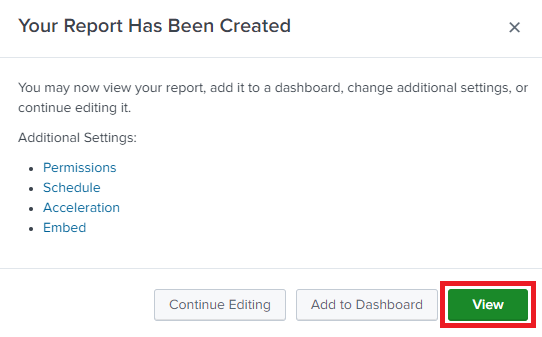 Your Report Has Been Created
You may now view your report, add it to a dashboard, change additional settings, or
continue editing it.
Additional Settings:
Permissions
Schedule
Acceleration
Embed
Continue Editing
Add to Dashboard
View